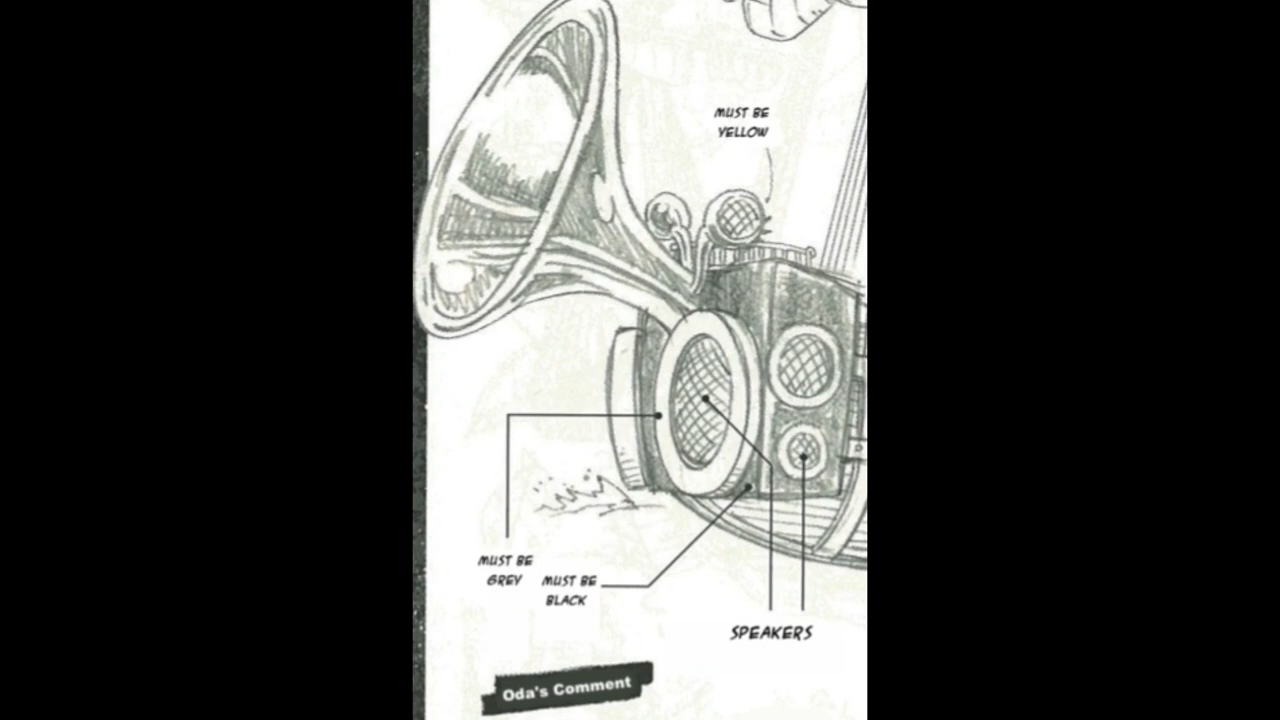 MUST BE
YELLOW
MUST BE
GREY
MUST BE
BLACK
SPEAKERS
Oda's Comment